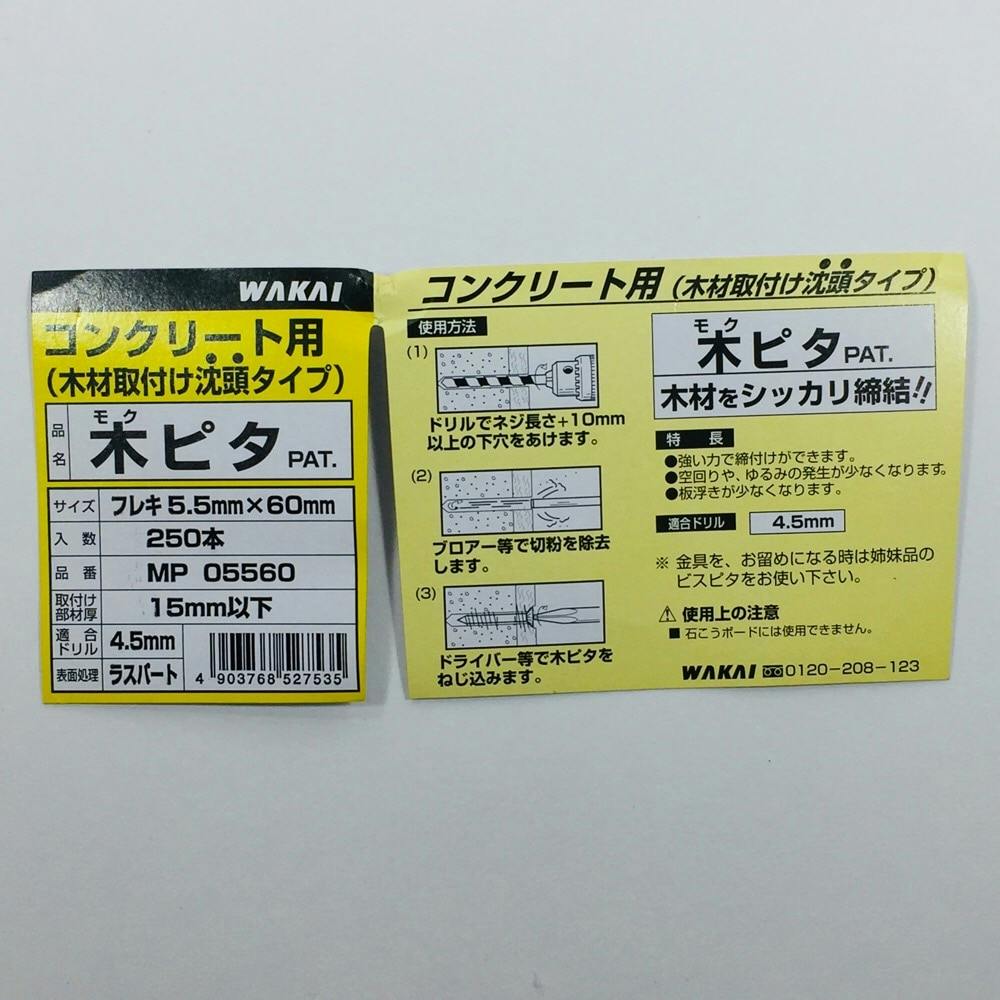 WAKAI
コンクリート用
(木材取付け沈頭タイプ)
品名
モク
木ピタ PAT.
サイズ フレキ5.5mm×60mm
入数 250本
品番 MP 05560
取付け部材厚 15mm以下
適合ドリル 4.5mm
表面処理 ラスパート
4 903768 527535
コンクリート用(木材取付け沈頭タイプ)
使用方法
(1)
ドリルでネジ長さ+10mm
以上の下穴をあけます。
(2)
ブロアー等で切粉を除去
します。
(3)
ドライバー等で木ピタを
ねじ込みます。
モク
木ピタPAT.
木材をシッカリ締結!!
特長
●強い力で締付けができます。
●空回りや、ゆるみの発生が少なくなります。
●板浮きが少なくなります。
適合ドリル 4.5mm
※ 金具を、お留めになる時は姉妹品の
ビスピタをお使い下さい。
⚠ 使用上の注意
■ 石こうボードには使用できません。
WAKAI 0120-208-123